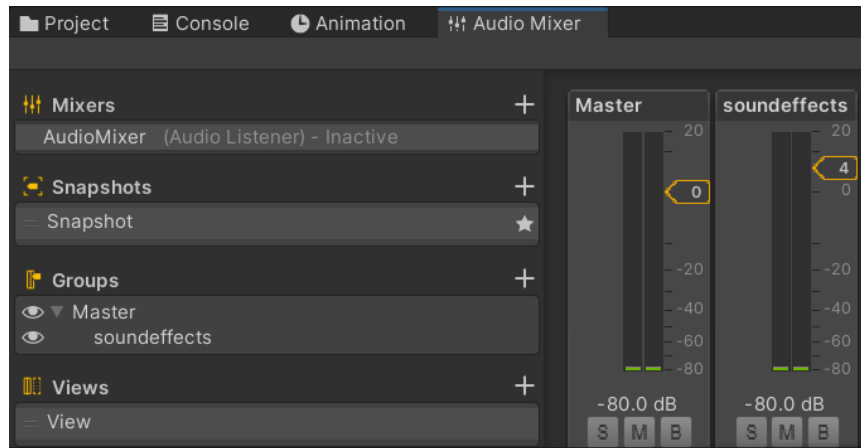 Project Console Animation Audio Mixer
Mixers
AudioMixer (Audio Listener) - Inactive
Snapshots
Snapshot
Groups
Master
soundeffects
Views
View
Master
20
0
-20
-40
-60
-80
-80.0 dB
S M B
soundeffects
20
4
0
-20
-40
-60
-80
-80.0 dB
S M B